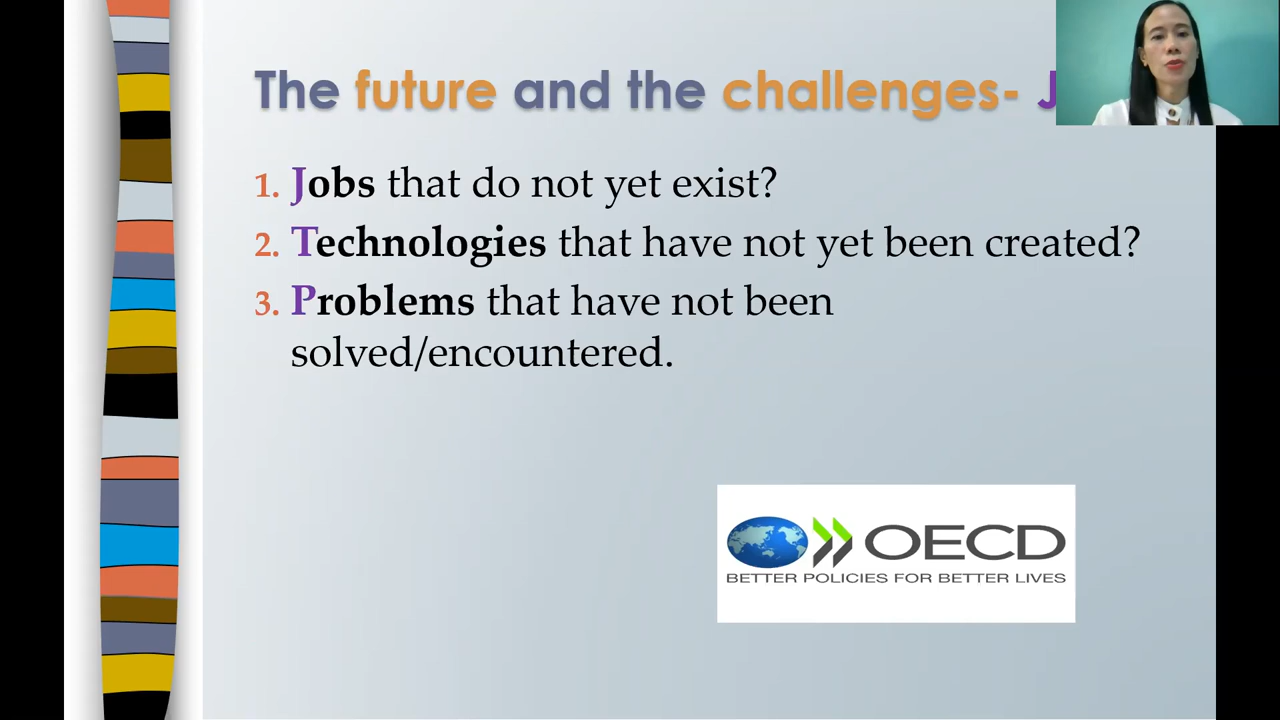 The future and the challenges- J
1. Jobs that do not yet exist?
2. Technologies that have not yet been created?
3. Problems that have not been
solved/encountered.
OECD
BETTER POLICIES FOR BETTER LIVES